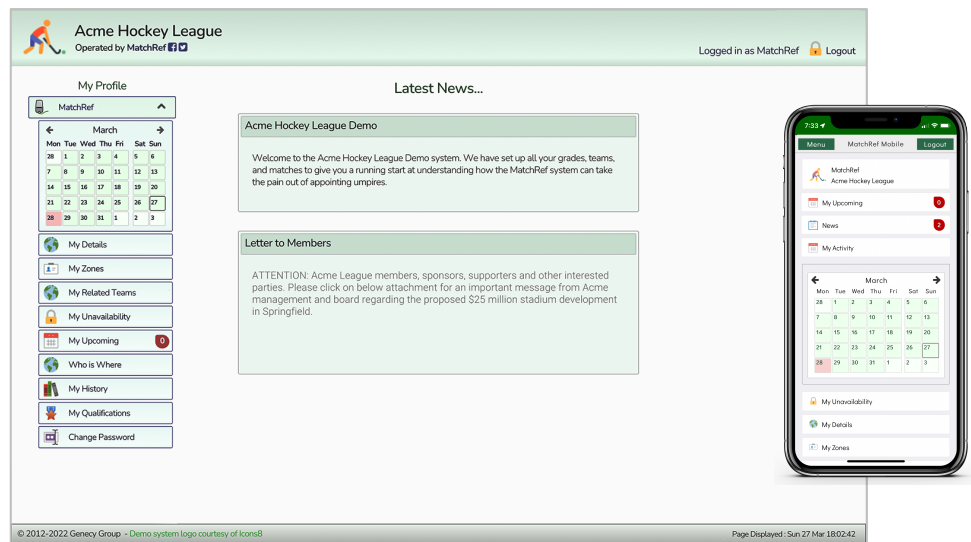 Acme Hockey League
Operated by MatchRef
Logged in as MatchRef Logout
My Profile
MatchRef
March
Mon Tue Wed Thu Fri Sat Sun
28 1 2 3 4 5 6
7 8 9 10 11 12 13
14 15 16 17 18 19 20
21 22 23 24 25 26 27
28 29 30 31 1 2 3
My Details
My Zones
My Related Teams
My Unavailability
My Upcoming 0
Who is Where
My History
My Qualifications
Change Password
Latest News...
Acme Hockey League Demo
Welcome to the Acme Hockey League Demo system. We have set up all your grades, teams,
and matches to give you a running start at understanding how the MatchRef system can take
the pain out of appointing umpires.
Letter to Members
ATTENTION: Acme League members, sponsors, supporters and other interested
parties. Please click on below attachment for an important message from Acme
management and board regarding the proposed $25 million stadium development
in Springfield.
7:33
Menu MatchRef Mobile Logout
MatchRef
Acme Hockey League
My Upcoming 0
News 2
My Activity
March
Mon Tue Wed Thu Fri Sat Sun
28 1 2 3 4 5 6
7 8 9 10 11 12 13
14 15 16 17 18 19 20
21 22 23 24 25 26 27
28 29 30 31 1 2 3
My Unavailability
My Details
My Zones
© 2012-2022 Genecy Group - Demo system logo courtesy of Icons8
Page Displayed : Sun 27 Mar 18:02:42